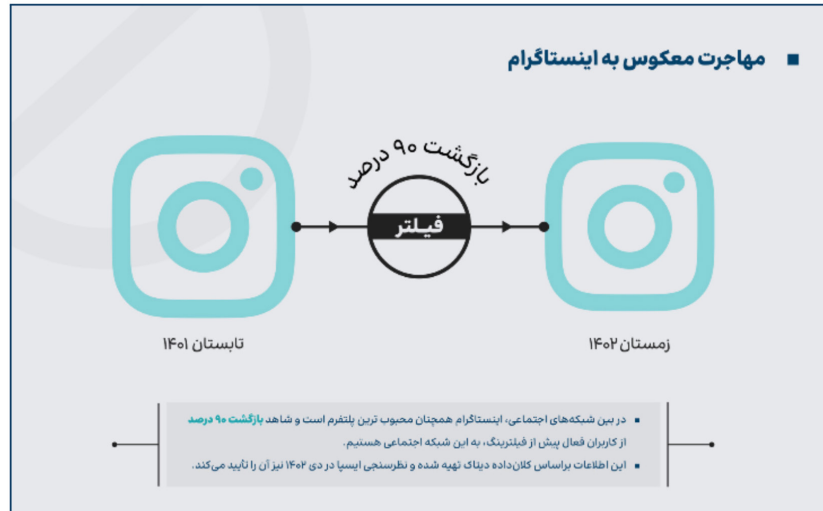 مهاجرت معکوس به اینستاگرام
بازگشت ۹۰ درصد
فیلتر
زمستان ۱۴۰۲
تابستان ۱۴۰۱
در بین شبکه‌های اجتماعی، اینستاگرام همچنان محبوب ترین پلتفرم است و شاهد بازگشت ۹۰ درصد
از کاربران فعال پیش از فیلترینگ، به این شبکه اجتماعی هستیم.
این اطلاعات براساس کلان‌داده دیتاک تهیه شده و نظرسنجی ایسپا در دی ۱۴۰۲ نیز آن را تأیید می‌کند.